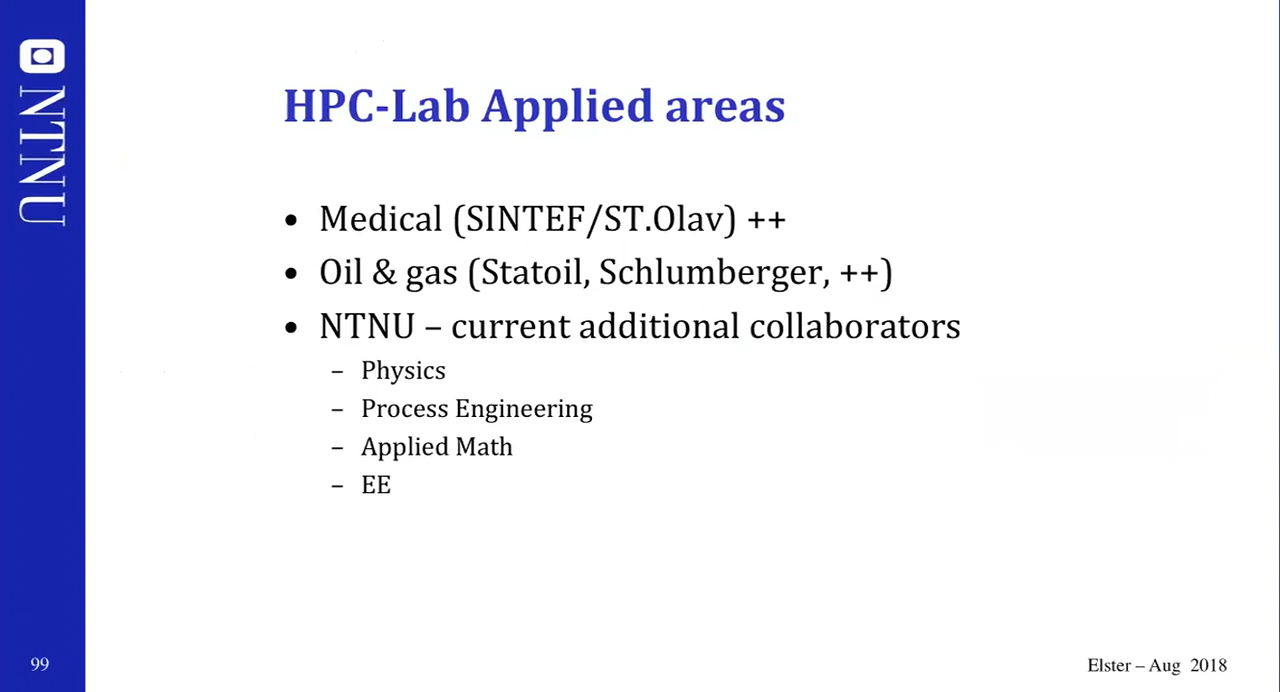 NTNU
HPC-Lab Applied areas
• Medical (SINTEF/ST.Olav) ++
• Oil & gas (Statoil, Schlumberger, ++)
• NTNU – current additional collaborators
– Physics
– Process Engineering
– Applied Math
– EE
99
Elster – Aug 2018